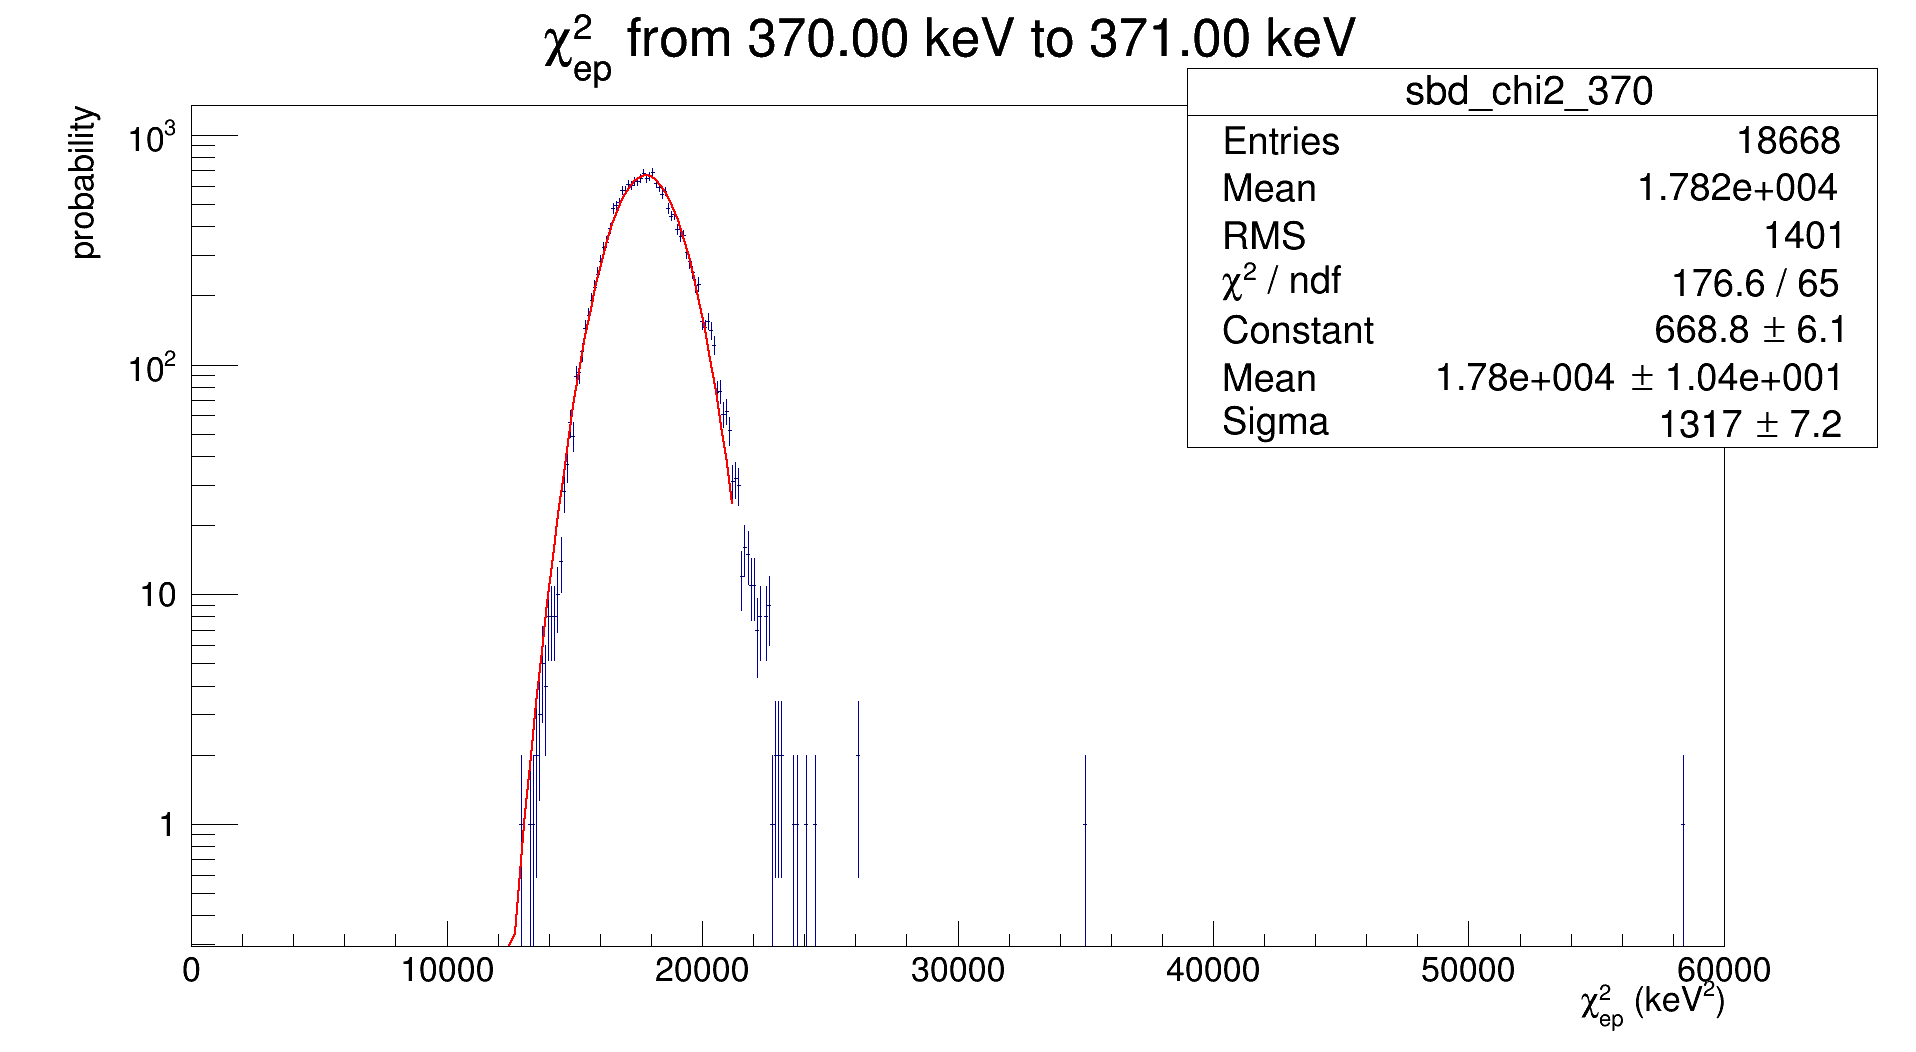 χ²ep from 370.00 keV to 371.00 keV
sbd_chi2_370
Entries 18668
Mean 1.782e+004
RMS 1401
χ² / ndf 176.6 / 65
Constant 668.8 ± 6.1
Mean 1.78e+004 ± 1.04e+001
Sigma 1317 ± 7.2
probability
10³
10²
10
1
0 10000 20000 30000 40000 50000 60000
χ²ep (keV²)